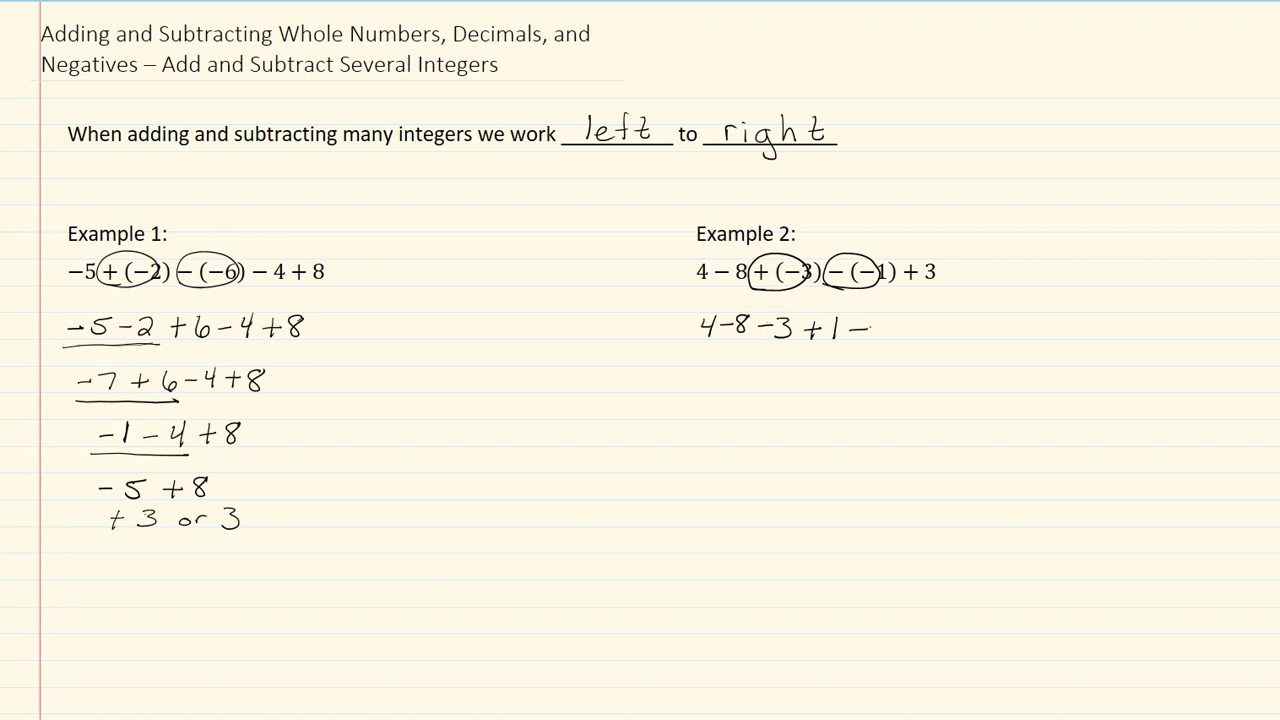 Adding and Subtracting Whole Numbers, Decimals, and
Negatives – Add and Subtract Several Integers
When adding and subtracting many integers we work left to right
Example 1:
−5 + (−2) − (−6) − 4 + 8
-5 -2 + 6 - 4 + 8
-7 + 6 - 4 + 8
-1 - 4 + 8
-5 + 8
+3 or 3
Example 2:
4 − 8 + (−3) − (−1) + 3
4 - 8 - 3 + 1 -